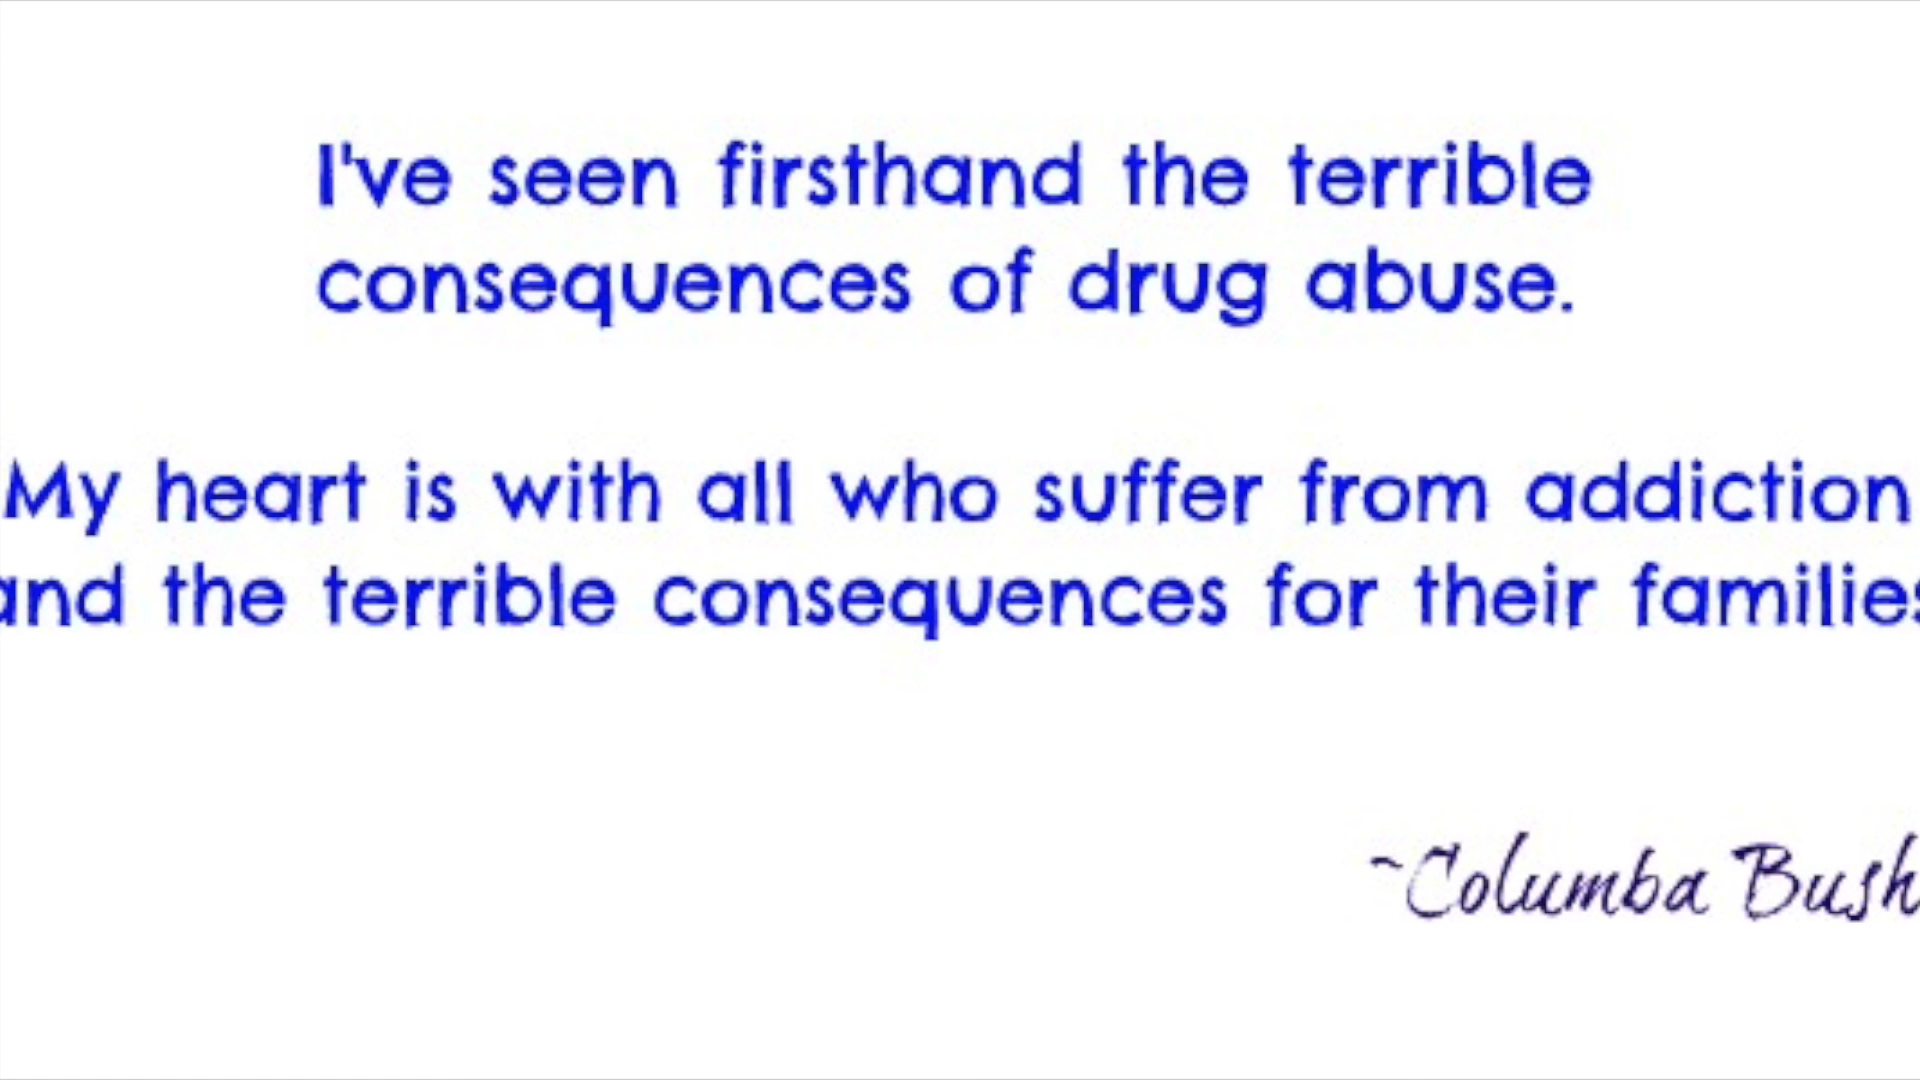 I've seen firsthand the terrible
consequences of drug abuse.
My heart is with all who suffer from addiction
and the terrible consequences for their families
~Columba Bush